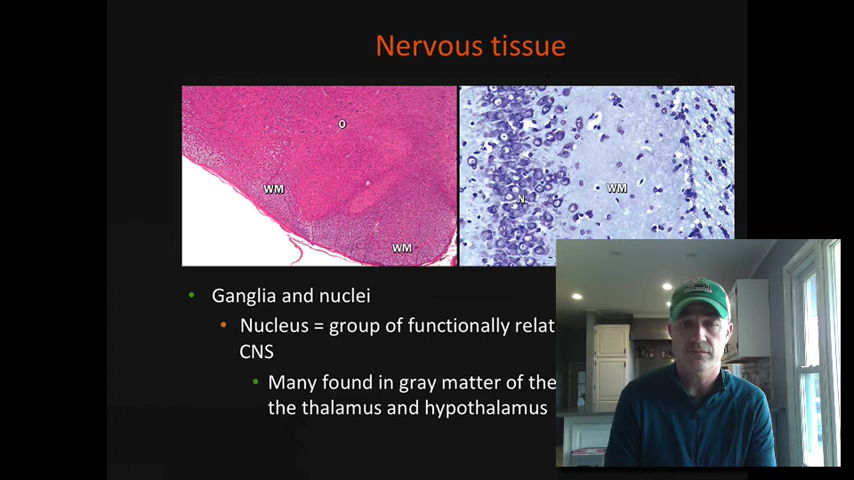 Nervous tissue
O
WM
WM
N
WM
• Ganglia and nuclei
• Nucleus = group of functionally relat
CNS
• Many found in gray matter of the
the thalamus and hypothalamus